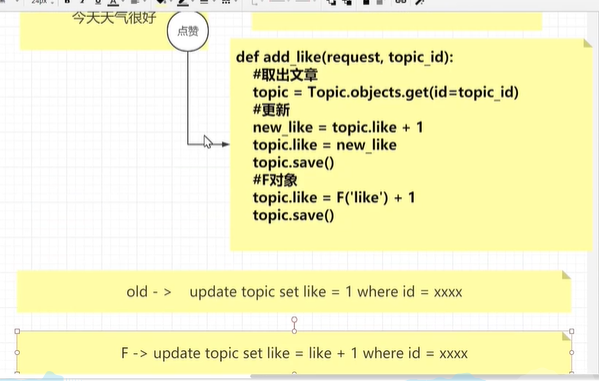 今天天气很好
点赞
def add_like(request, topic_id):
#取出文章
topic = Topic.objects.get(id=topic_id)
#更新
new_like = topic.like + 1
topic.like = new_like
topic.save()
#F对象
topic.like = F('like') + 1
topic.save()
old - > update topic set like = 1 where id = xxxx
F -> update topic set like = like + 1 where id = xxxx